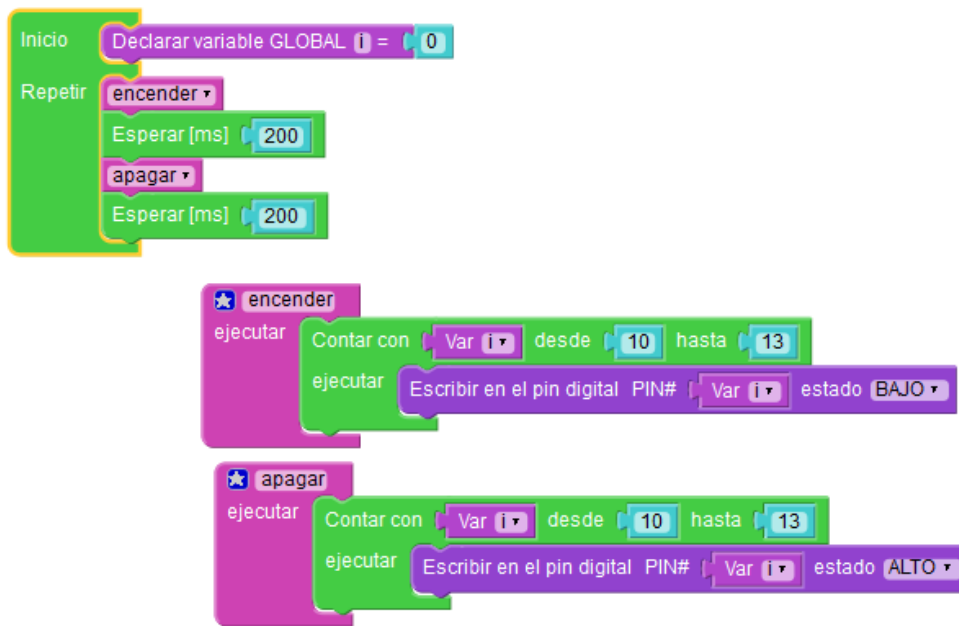 Inicio Declarar variable GLOBAL i = 0
Repetir encender
Esperar [ms] 200
apagar
Esperar [ms] 200
encender
ejecutar Contar con Var i desde 10 hasta 13
ejecutar Escribir en el pin digital PIN# Var i estado BAJO
apagar
ejecutar Contar con Var i desde 10 hasta 13
ejecutar Escribir en el pin digital PIN# Var i estado ALTO